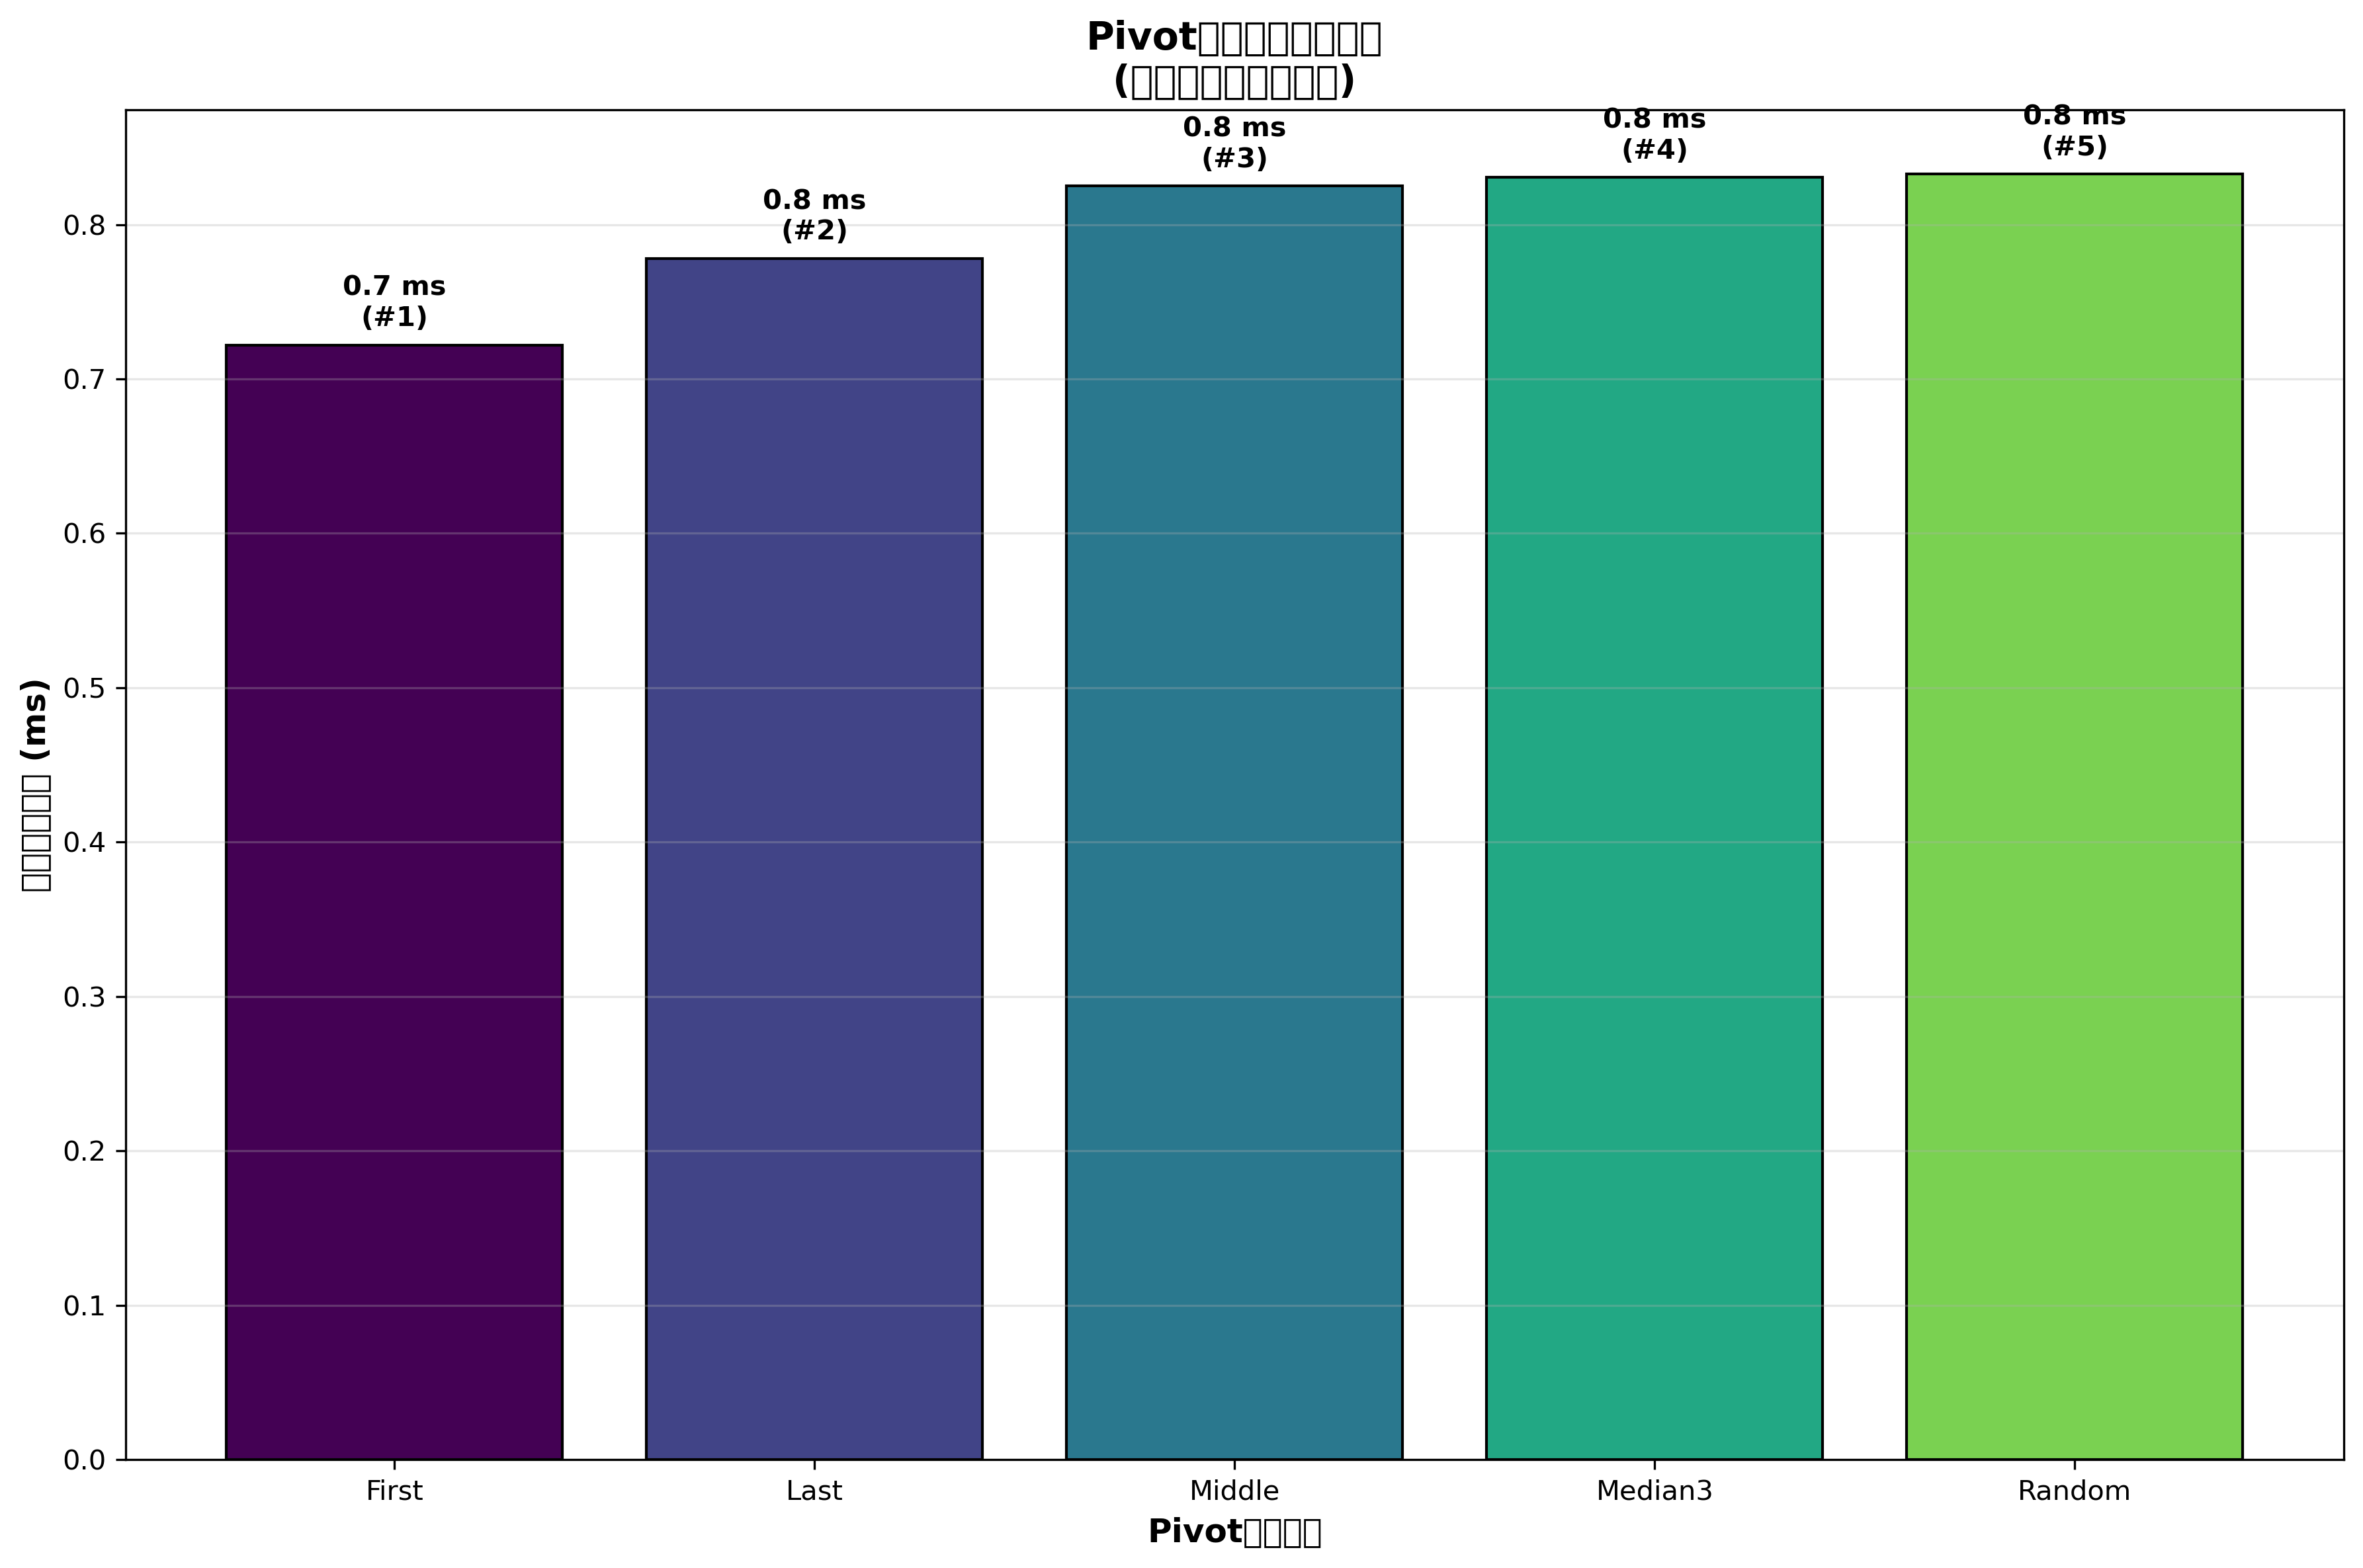 Pivot
0.7 ms
(#1)
0.8 ms
(#2)
0.8 ms
(#3)
0.8 ms
(#4)
0.8 ms
(#5)
(ms)
0.8
0.7
0.6
0.5
0.4
0.3
0.2
0.1
0.0
First
Last
Middle
Median3
Random
Pivot